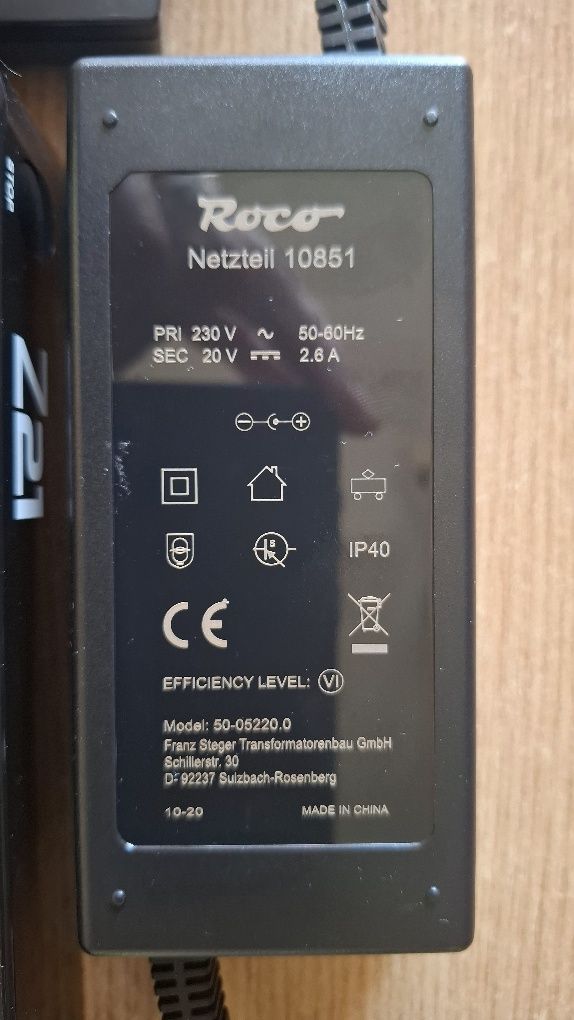 Roco
Netzteil 10851
PRI 230 V ~ 50-60Hz
SEC 20 V ⎓ 2.6 A
IP40
CE
EFFICIENCY LEVEL: VI
Model: 50-05220.0
Franz Steger Transformatorenbau GmbH
Schillerstr. 30
D- 92237 Sulzbach-Rosenberg
10-20 MADE IN CHINA
STOP
Z21